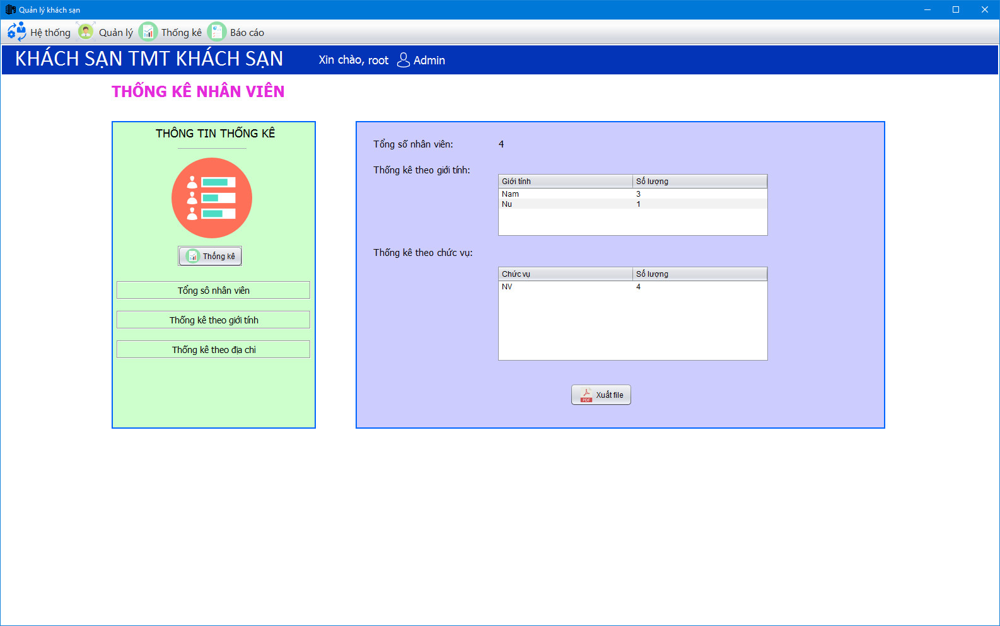 Quản lý khách sạn
Hệ thống Quản lý Thống kê Báo cáo
KHÁCH SẠN TMT KHÁCH SẠN Xin chào, root Admin
THỐNG KÊ NHÂN VIÊN
THÔNG TIN THỐNG KÊ
Thống kê
Tổng sô nhân viên
Thống kê theo giới tính
Thống kê theo địa chi
Tổng số nhân viên: 4
Thống kê theo giới tính:
Giới tính Số lượng
Nam 3
Nu 1
Thống kê theo chức vụ:
Chức vụ Số lượng
NV 4
PDF Xuất file